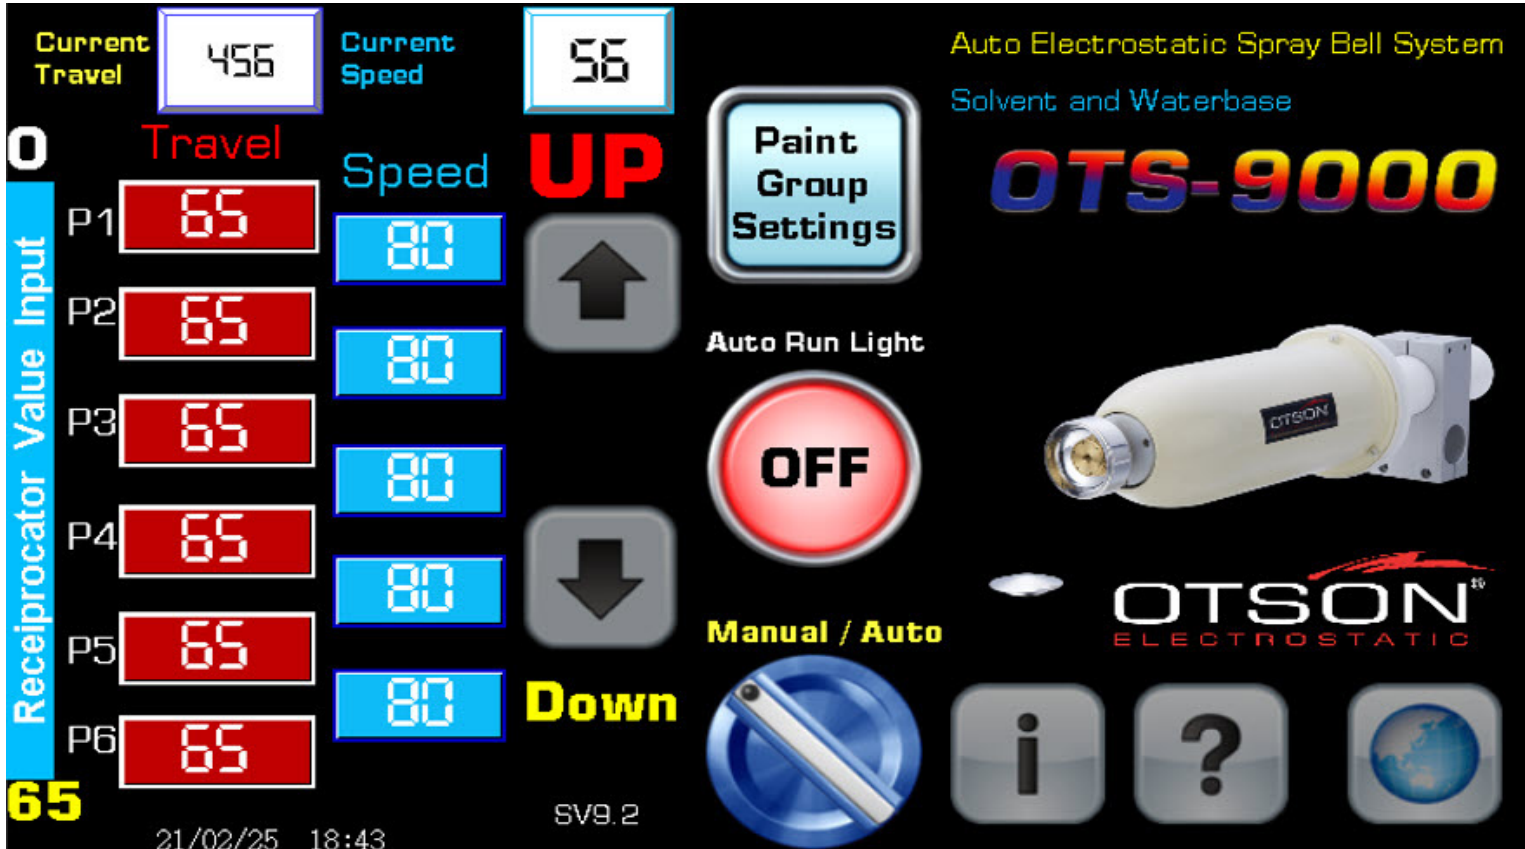 Current
Travel
456
Current
Speed
56
Auto Electrostatic Spray Bell System
Solvent and Waterbase
OTS-9000
0
Travel
Speed
UP
Paint
Group
Settings
Receiprocator Value Input
P1
65
80
P2
65
80
P3
65
80
P4
65
80
P5
65
80
P6
65
65
Auto Run Light
OFF
OTSON
OTSON®
ELECTROSTATIC
Manual / Auto
Down
i
?
SV9.2
21/02/25 18:43